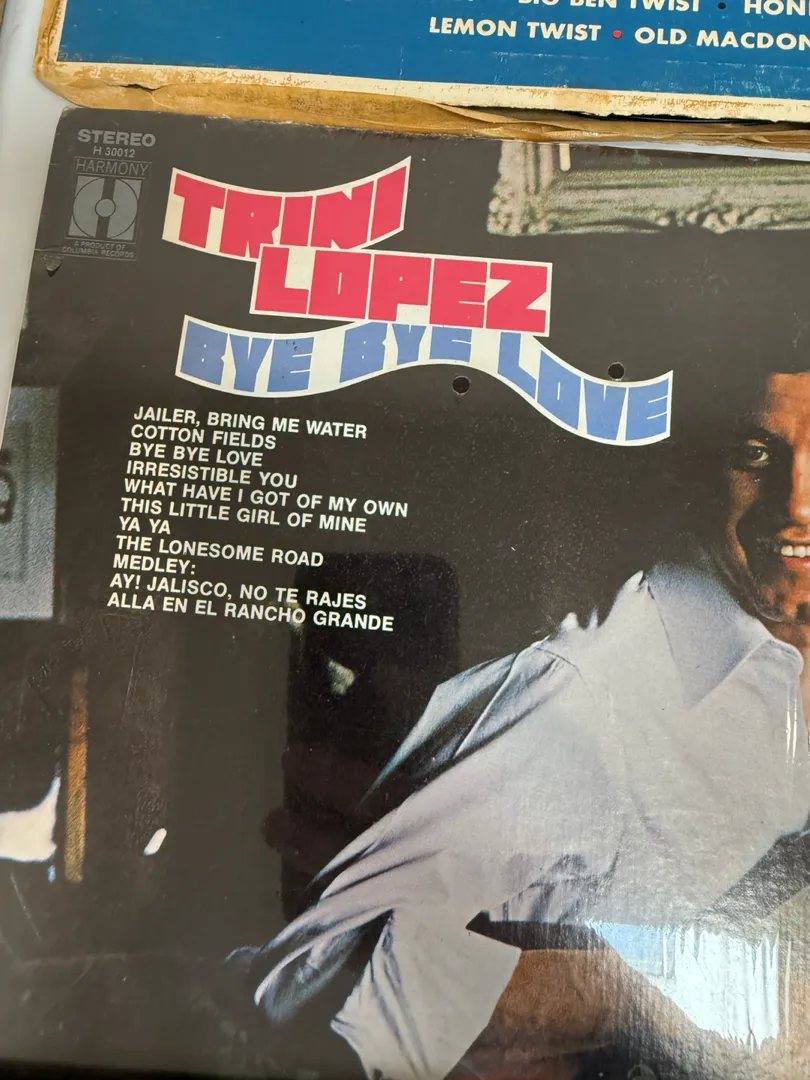 BIG BEN TWIST •
LEMON TWIST • OLD
STEREO
H 30012
HARMONY
A PRODUCT OF
COLUMBIA RECORDS
TRINI
LOPEZ
BYE BYE LOVE
JAILER, BRING ME WATER
COTTON FIELDS
BYE BYE LOVE
IRRESISTIBLE YOU
WHAT HAVE I GOT OF MY OWN
THIS LITTLE GIRL OF MINE
YA YA
THE LONESOME ROAD
MEDLEY:
AY! JALISCO, NO TE RAJES
ALLA EN EL RANCHO GRANDE